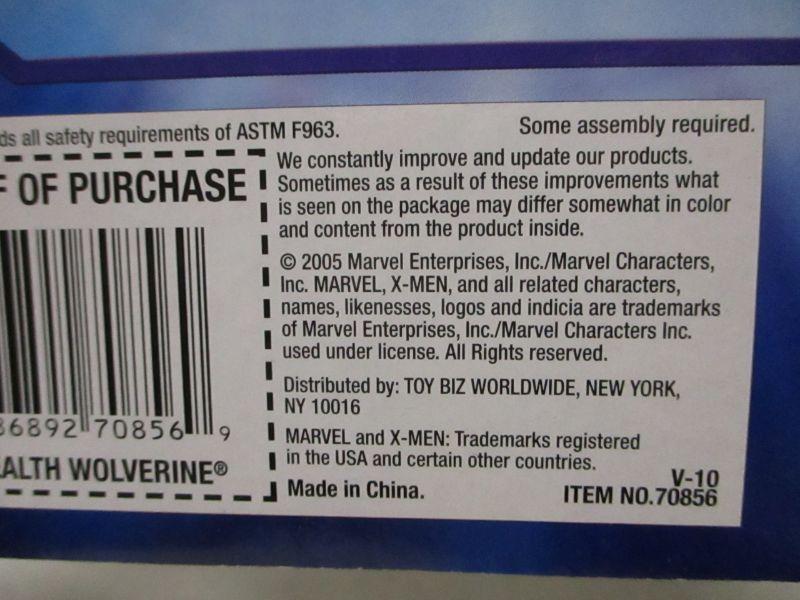 ds all safety requirements of ASTM F963.
Some assembly required.
F OF PURCHASE
We constantly improve and update our products.
Sometimes as a result of these improvements what
is seen on the package may differ somewhat in color
and content from the product inside.
© 2005 Marvel Enterprises, Inc./Marvel Characters,
Inc. MARVEL, X-MEN, and all related characters,
names, likenesses, logos and indicia are trademarks
of Marvel Enterprises, Inc./Marvel Characters Inc.
used under license. All Rights reserved.
Distributed by: TOY BIZ WORLDWIDE, NEW YORK,
NY 10016
36892 70856 9
MARVEL and X-MEN: Trademarks registered
in the USA and certain other countries.
ALTH WOLVERINE®
Made in China.
V-10
ITEM NO.70856